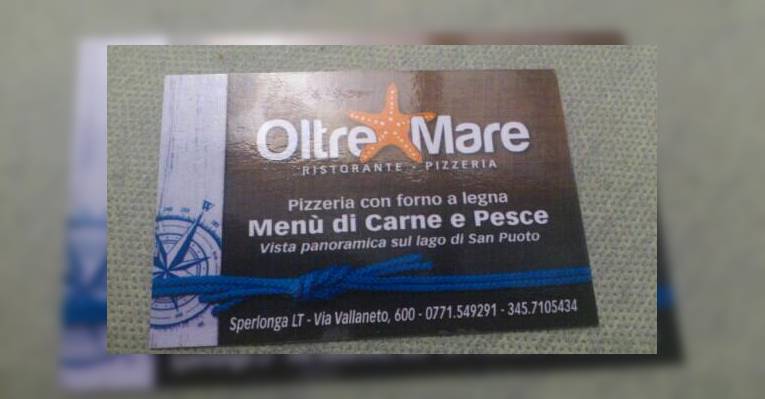 Oltre Mare
RISTORANTE - PIZZERIA
Pizzeria con forno a legna
Menù di Carne e Pesce
Vista panoramica sul lago di San Puoto
Sperlonga LT - Via Vallaneto, 600 - 0771.549291 - 345.7105434